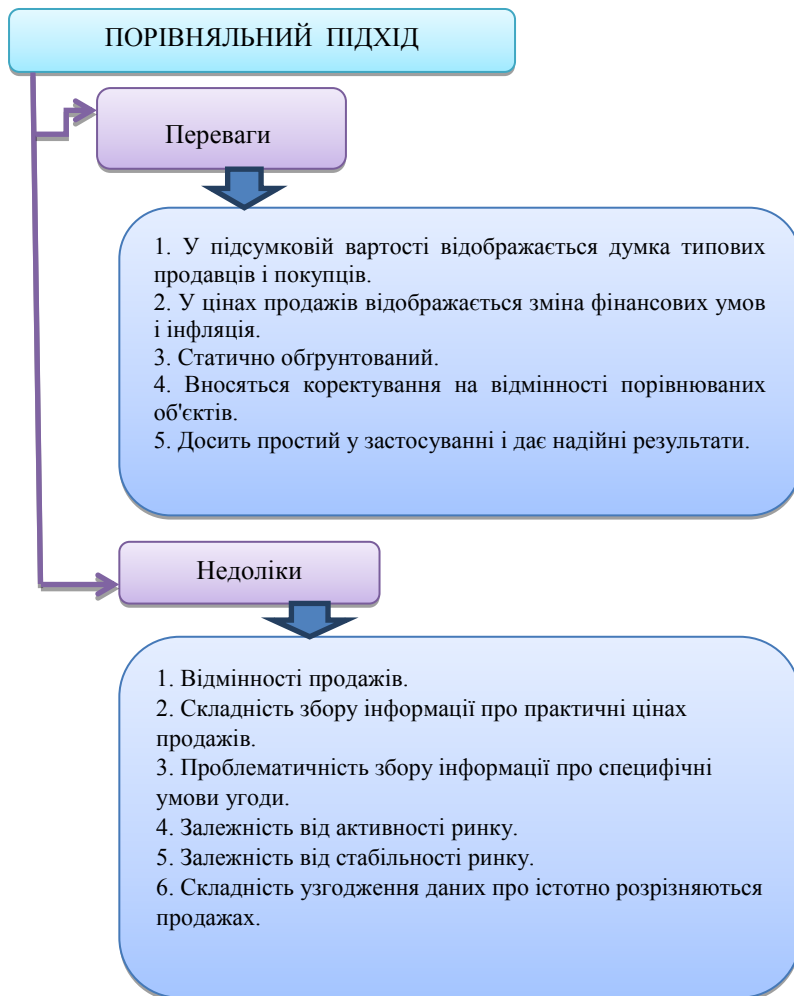 ПОРІВНЯЛЬНИЙ ПІДХІД
Переваги
1. У підсумковій вартості відображається думка типових
продавців і покупців.
2. У цінах продажів відображається зміна фінансових умов
і інфляція.
3. Статично обґрунтований.
4. Вносяться коректування на відмінності порівнюваних
об'єктів.
5. Досить простий у застосуванні і дає надійні результати.
Недоліки
1. Відмінності продажів.
2. Складність збору інформації про практичні цінах
продажів.
3. Проблематичність збору інформації про специфічні
умови угоди.
4. Залежність від активності ринку.
5. Залежність від стабільності ринку.
6. Складність узгодження даних про істотно розрізняються
продажах.